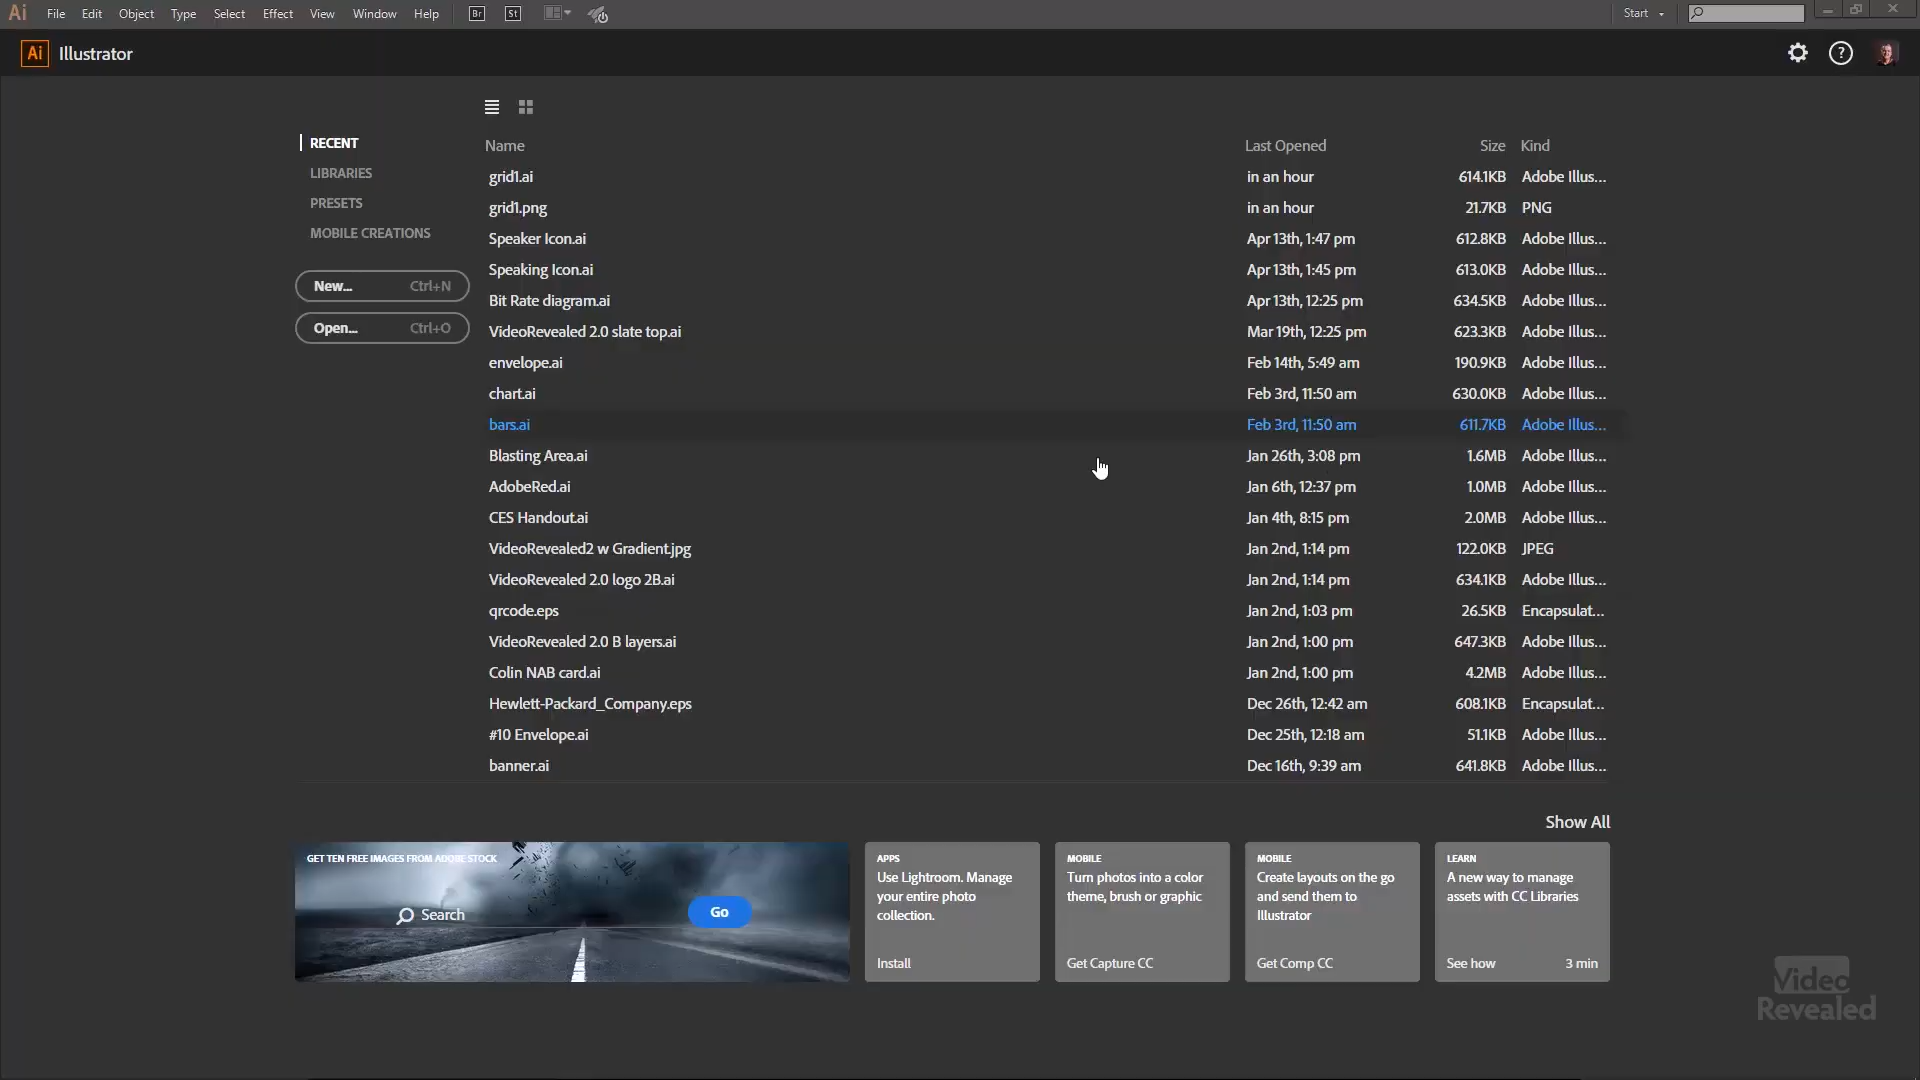 Ai File Edit Object Type Select Effect View Window Help Br St Start
Ai Illustrator ?
RECENT
LIBRARIES
PRESETS
MOBILE CREATIONS
New... Ctrl+N
Open... Ctrl+O
Name Last Opened Size Kind
grid1.ai in an hour 614.1KB Adobe Illus...
grid1.png in an hour 21.7KB PNG
Speaker Icon.ai Apr 13th, 1:47 pm 612.8KB Adobe Illus...
Speaking Icon.ai Apr 13th, 1:45 pm 613.0KB Adobe Illus...
Bit Rate diagram.ai Apr 13th, 12:25 pm 634.5KB Adobe Illus...
VideoRevealed 2.0 slate top.ai Mar 19th, 12:25 pm 623.3KB Adobe Illus...
envelope.ai Feb 14th, 5:49 am 190.9KB Adobe Illus...
chart.ai Feb 3rd, 11:50 am 630.0KB Adobe Illus...
bars.ai Feb 3rd, 11:50 am 611.7KB Adobe Illus...
Blasting Area.ai Jan 26th, 3:08 pm 1.6MB Adobe Illus...
AdobeRed.ai Jan 6th, 12:37 pm 1.0MB Adobe Illus...
CES Handout.ai Jan 4th, 8:15 pm 2.0MB Adobe Illus...
VideoRevealed2 w Gradient.jpg Jan 2nd, 1:14 pm 122.0KB JPEG
VideoRevealed 2.0 logo 2B.ai Jan 2nd, 1:14 pm 634.1KB Adobe Illus...
qrcode.eps Jan 2nd, 1:03 pm 26.5KB Encapsulat...
VideoRevealed 2.0 B layers.ai Jan 2nd, 1:00 pm 647.3KB Adobe Illus...
Colin NAB card.ai Jan 2nd, 1:00 pm 4.2MB Adobe Illus...
Hewlett-Packard_Company.eps Dec 26th, 12:42 am 608.1KB Encapsulat...
#10 Envelope.ai Dec 25th, 12:18 am 51.1KB Adobe Illus...
banner.ai Dec 16th, 9:39 am 641.8KB Adobe Illus...
Show All
GET TEN FREE IMAGES FROM ADOBE STOCK
Search Go
APPS
Use Lightroom. Manage
your entire photo
collection.
Install
MOBILE
Turn photos into a color
theme, brush or graphic
Get Capture CC
MOBILE
Create layouts on the go
and send them to
Illustrator
Get Comp CC
LEARN
A new way to manage
assets with CC Libraries
See how 3 min
Video
Revealed